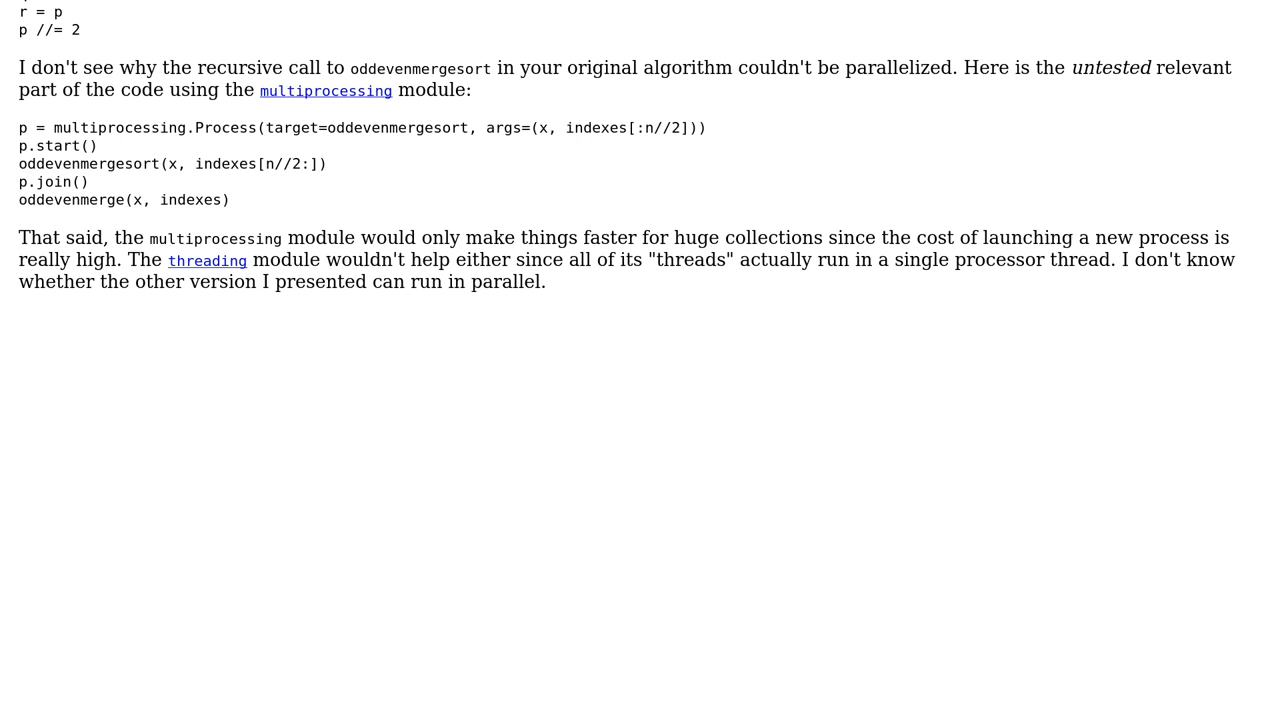 r = p
p //= 2
I don't see why the recursive call to oddevenmergesort in your original algorithm couldn't be parallelized. Here is the untested relevant
part of the code using the multiprocessing module:
p = multiprocessing.Process(target=oddevenmergesort, args=(x, indexes[:n//2]))
p.start()
oddevenmergesort(x, indexes[n//2:])
p.join()
oddevenmerge(x, indexes)
That said, the multiprocessing module would only make things faster for huge collections since the cost of launching a new process is
really high. The threading module wouldn't help either since all of its "threads" actually run in a single processor thread. I don't know
whether the other version I presented can run in parallel.